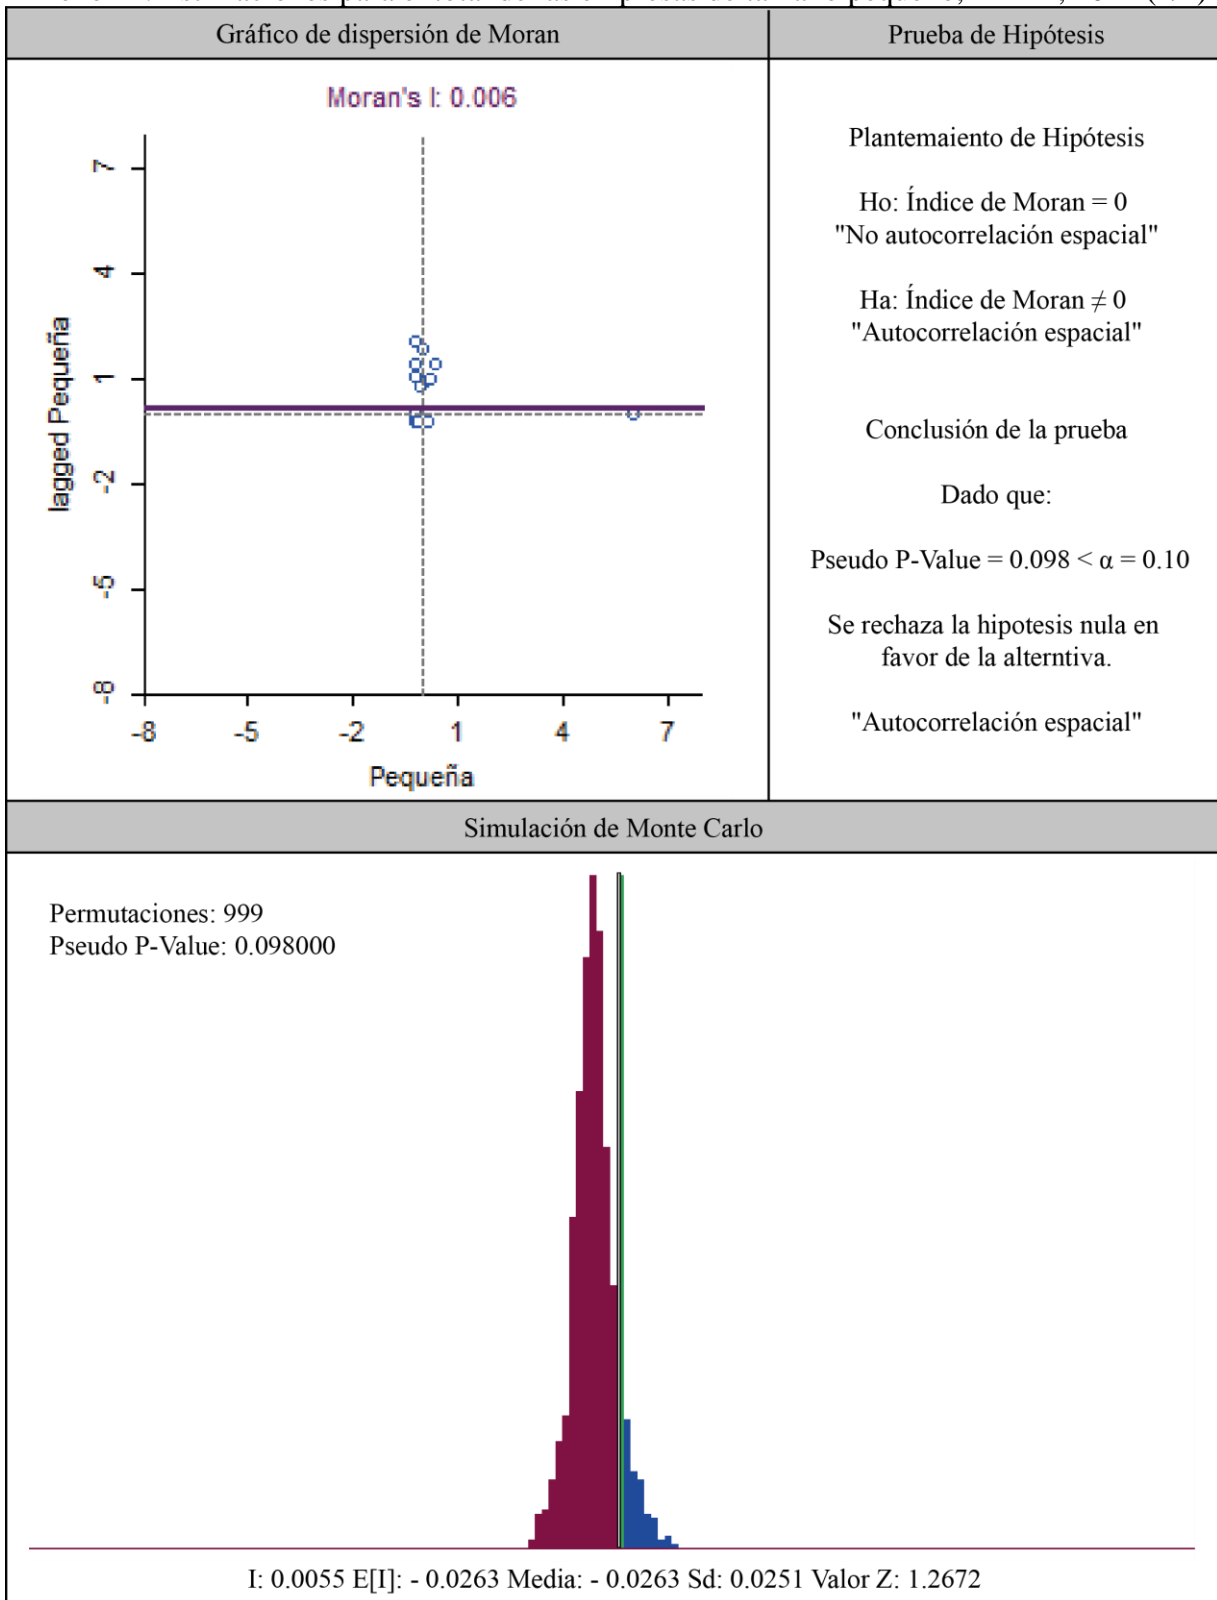 Gráfico de dispersión de Moran
Prueba de Hipótesis
Moran's I: 0.006
7
4
1
-2
-5
-8
lagged Pequeña
-8 -5 -2 1 4 7
Pequeña
Plantemaiento de Hipótesis
Ho: Índice de Moran = 0
"No autocorrelación espacial"
Ha: Índice de Moran ≠ 0
"Autocorrelación espacial"
Conclusión de la prueba
Dado que:
Pseudo P-Value = 0.098 < α = 0.10
Se rechaza la hipotesis nula en
favor de la alterntiva.
"Autocorrelación espacial"
Simulación de Monte Carlo
Permutaciones: 999
Pseudo P-Value: 0.098000
I: 0.0055 E[I]: - 0.0263 Media: - 0.0263 Sd: 0.0251 Valor Z: 1.2672